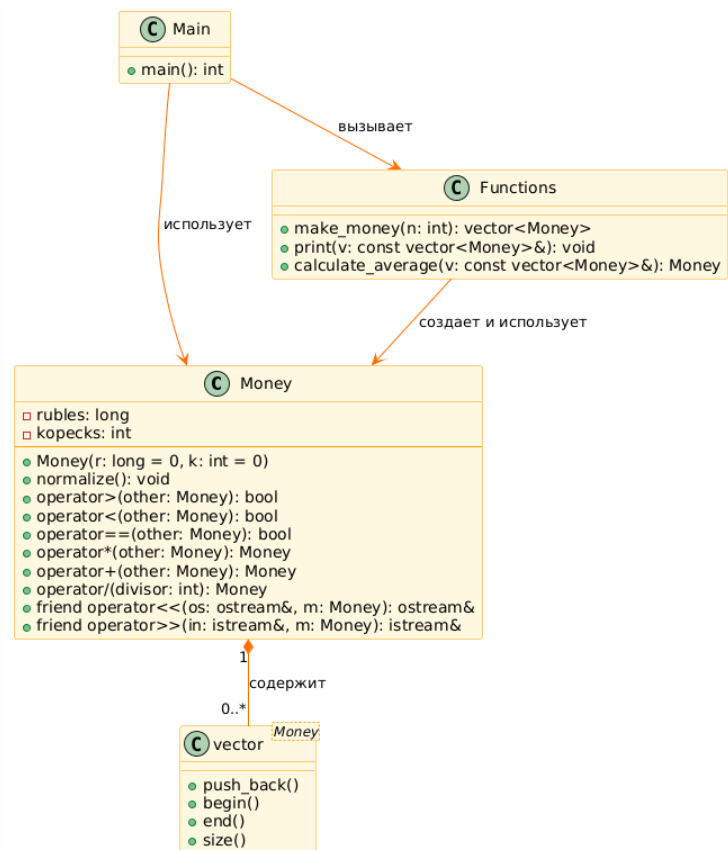 C Main
main(): int
вызывает
использует
C Functions
make_money(n: int): vector<Money>
print(v: const vector<Money>&): void
calculate_average(v: const vector<Money>&): Money
создает и использует
C Money
rubles: long
kopecks: int
Money(r: long = 0, k: int = 0)
normalize(): void
operator>(other: Money): bool
operator<(other: Money): bool
operator==(other: Money): bool
operator*(other: Money): Money
operator+(other: Money): Money
operator/(divisor: int): Money
friend operator<<(os: ostream&, m: Money): ostream&
friend operator>>(in: istream&, m: Money): istream&
1
содержит
0..*
Money
C vector
push_back()
begin()
end()
size()